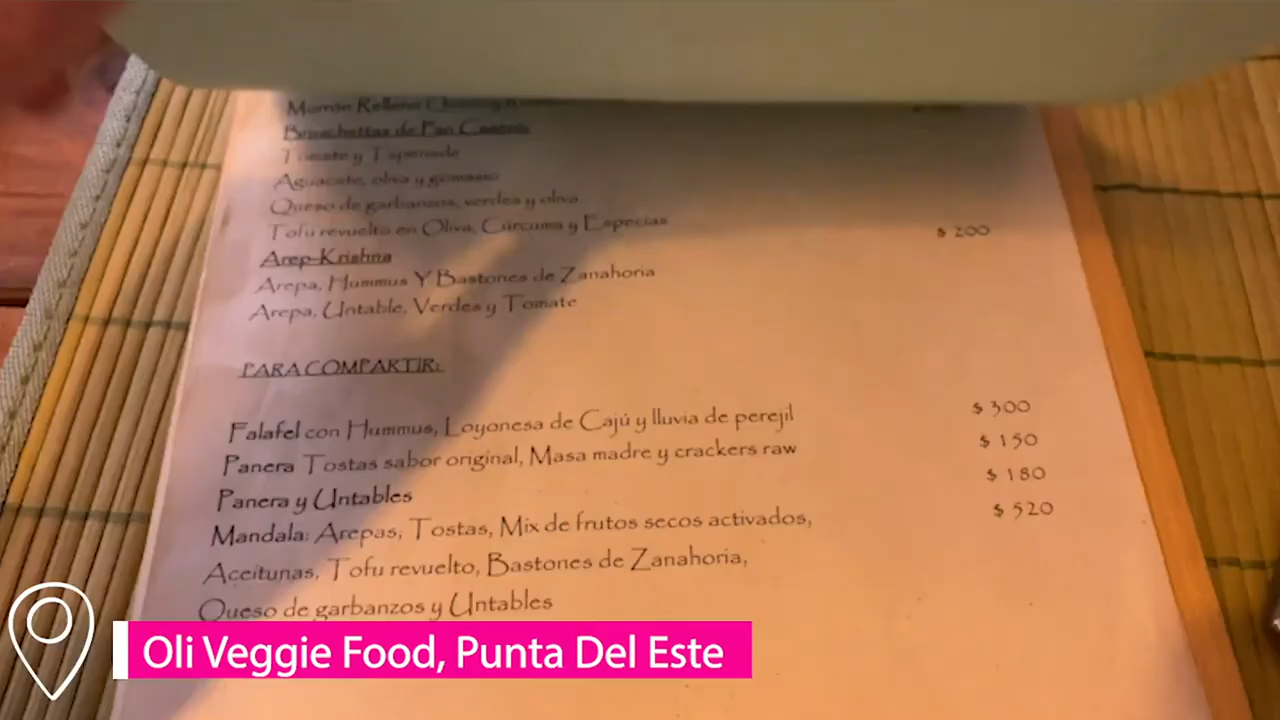 Morrón Relleno
Bruschettas de Pan Casero
Tomate y Tapenade
Aguacate, oliva y gomasio
Queso de garbanzos, verdes y oliva
Tofu revuelto en Oliva, Cúrcuma y Especias $ 200
Arep-Krishna
Arepa, Hummus Y Bastones de Zanahoria
Arepa, Untable, Verdes y Tomate
PARA COMPARTIR:
Falafel con Hummus, Loyonesa de Cajú y lluvia de perejil $ 300
Panera Tostas sabor original, Masa madre y crackers raw $ 150
Panera y Untables $ 180
Mandala: Arepas, Tostas, Mix de frutos secos activados, $ 520
Aceitunas, Tofu revuelto, Bastones de Zanahoria,
Queso de garbanzos y Untables
Oli Veggie Food, Punta Del Este